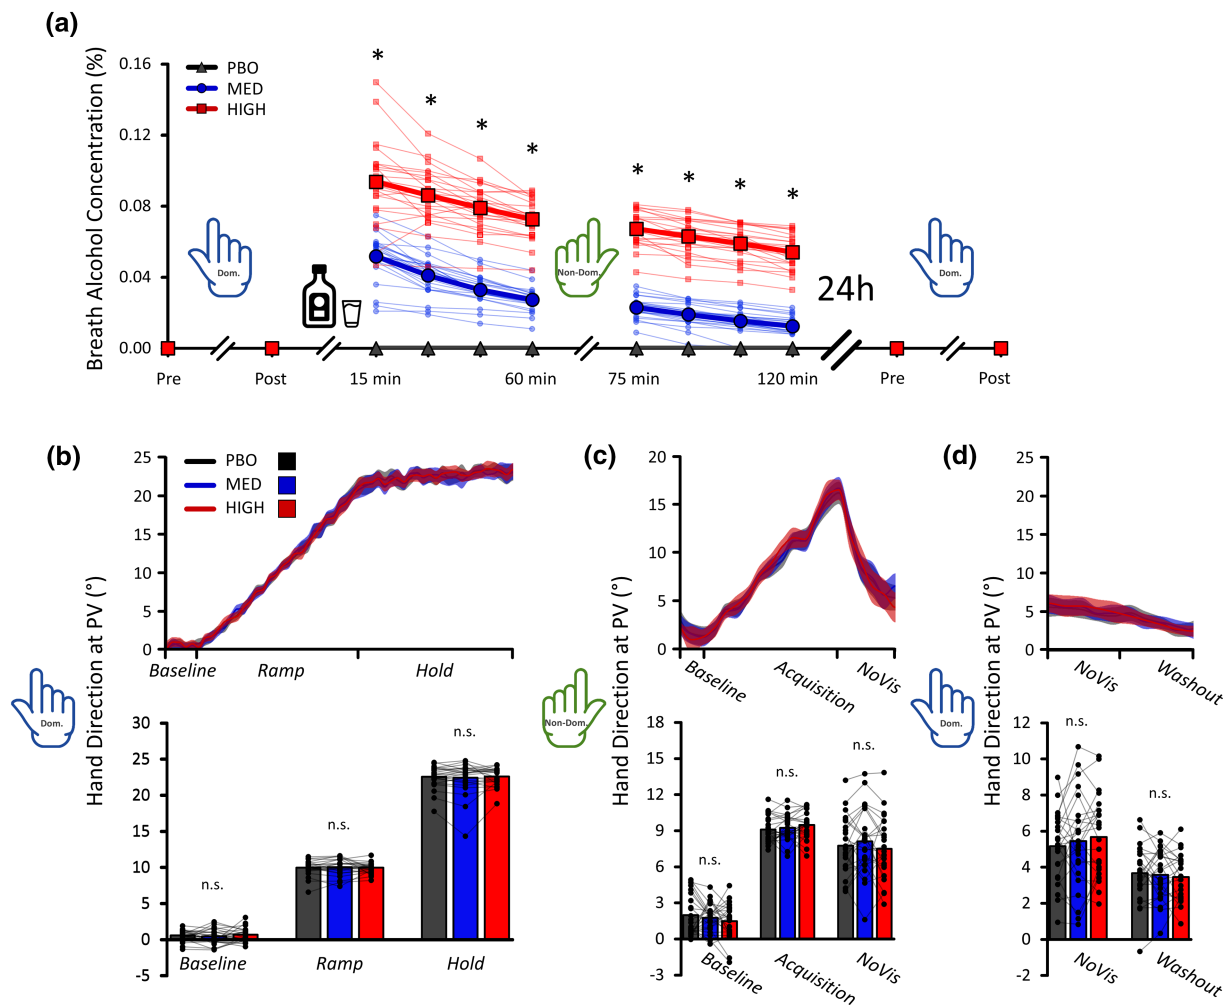 (a)
Breath Alcohol Concentration (%)
0.16
0.12
0.08
0.04
0.00
PBO
MED
HIGH
*
*
*
*
*
*
*
*
Dom.
Non-Dom.
24h
Dom.
Pre
Post
15 min
60 min
75 min
120 min
Pre
Post
(b)
Hand Direction at PV (°)
25
20
15
10
5
0
PBO
MED
HIGH
Baseline
Ramp
Hold
Dom.
30
25
20
15
10
5
0
-5
n.s.
n.s.
n.s.
Baseline
Ramp
Hold
(c)
Hand Direction at PV (°)
20
15
10
5
0
Baseline
Acquisition
NoVis
Non-Dom.
18
15
12
9
6
3
0
-3
n.s.
n.s.
n.s.
Baseline
Acquisition
NoVis
(d)
Hand Direction at PV (°)
25
20
15
10
5
0
NoVis
Washout
Dom.
12
10
8
6
4
2
0
-2
n.s.
n.s.
NoVis
Washout